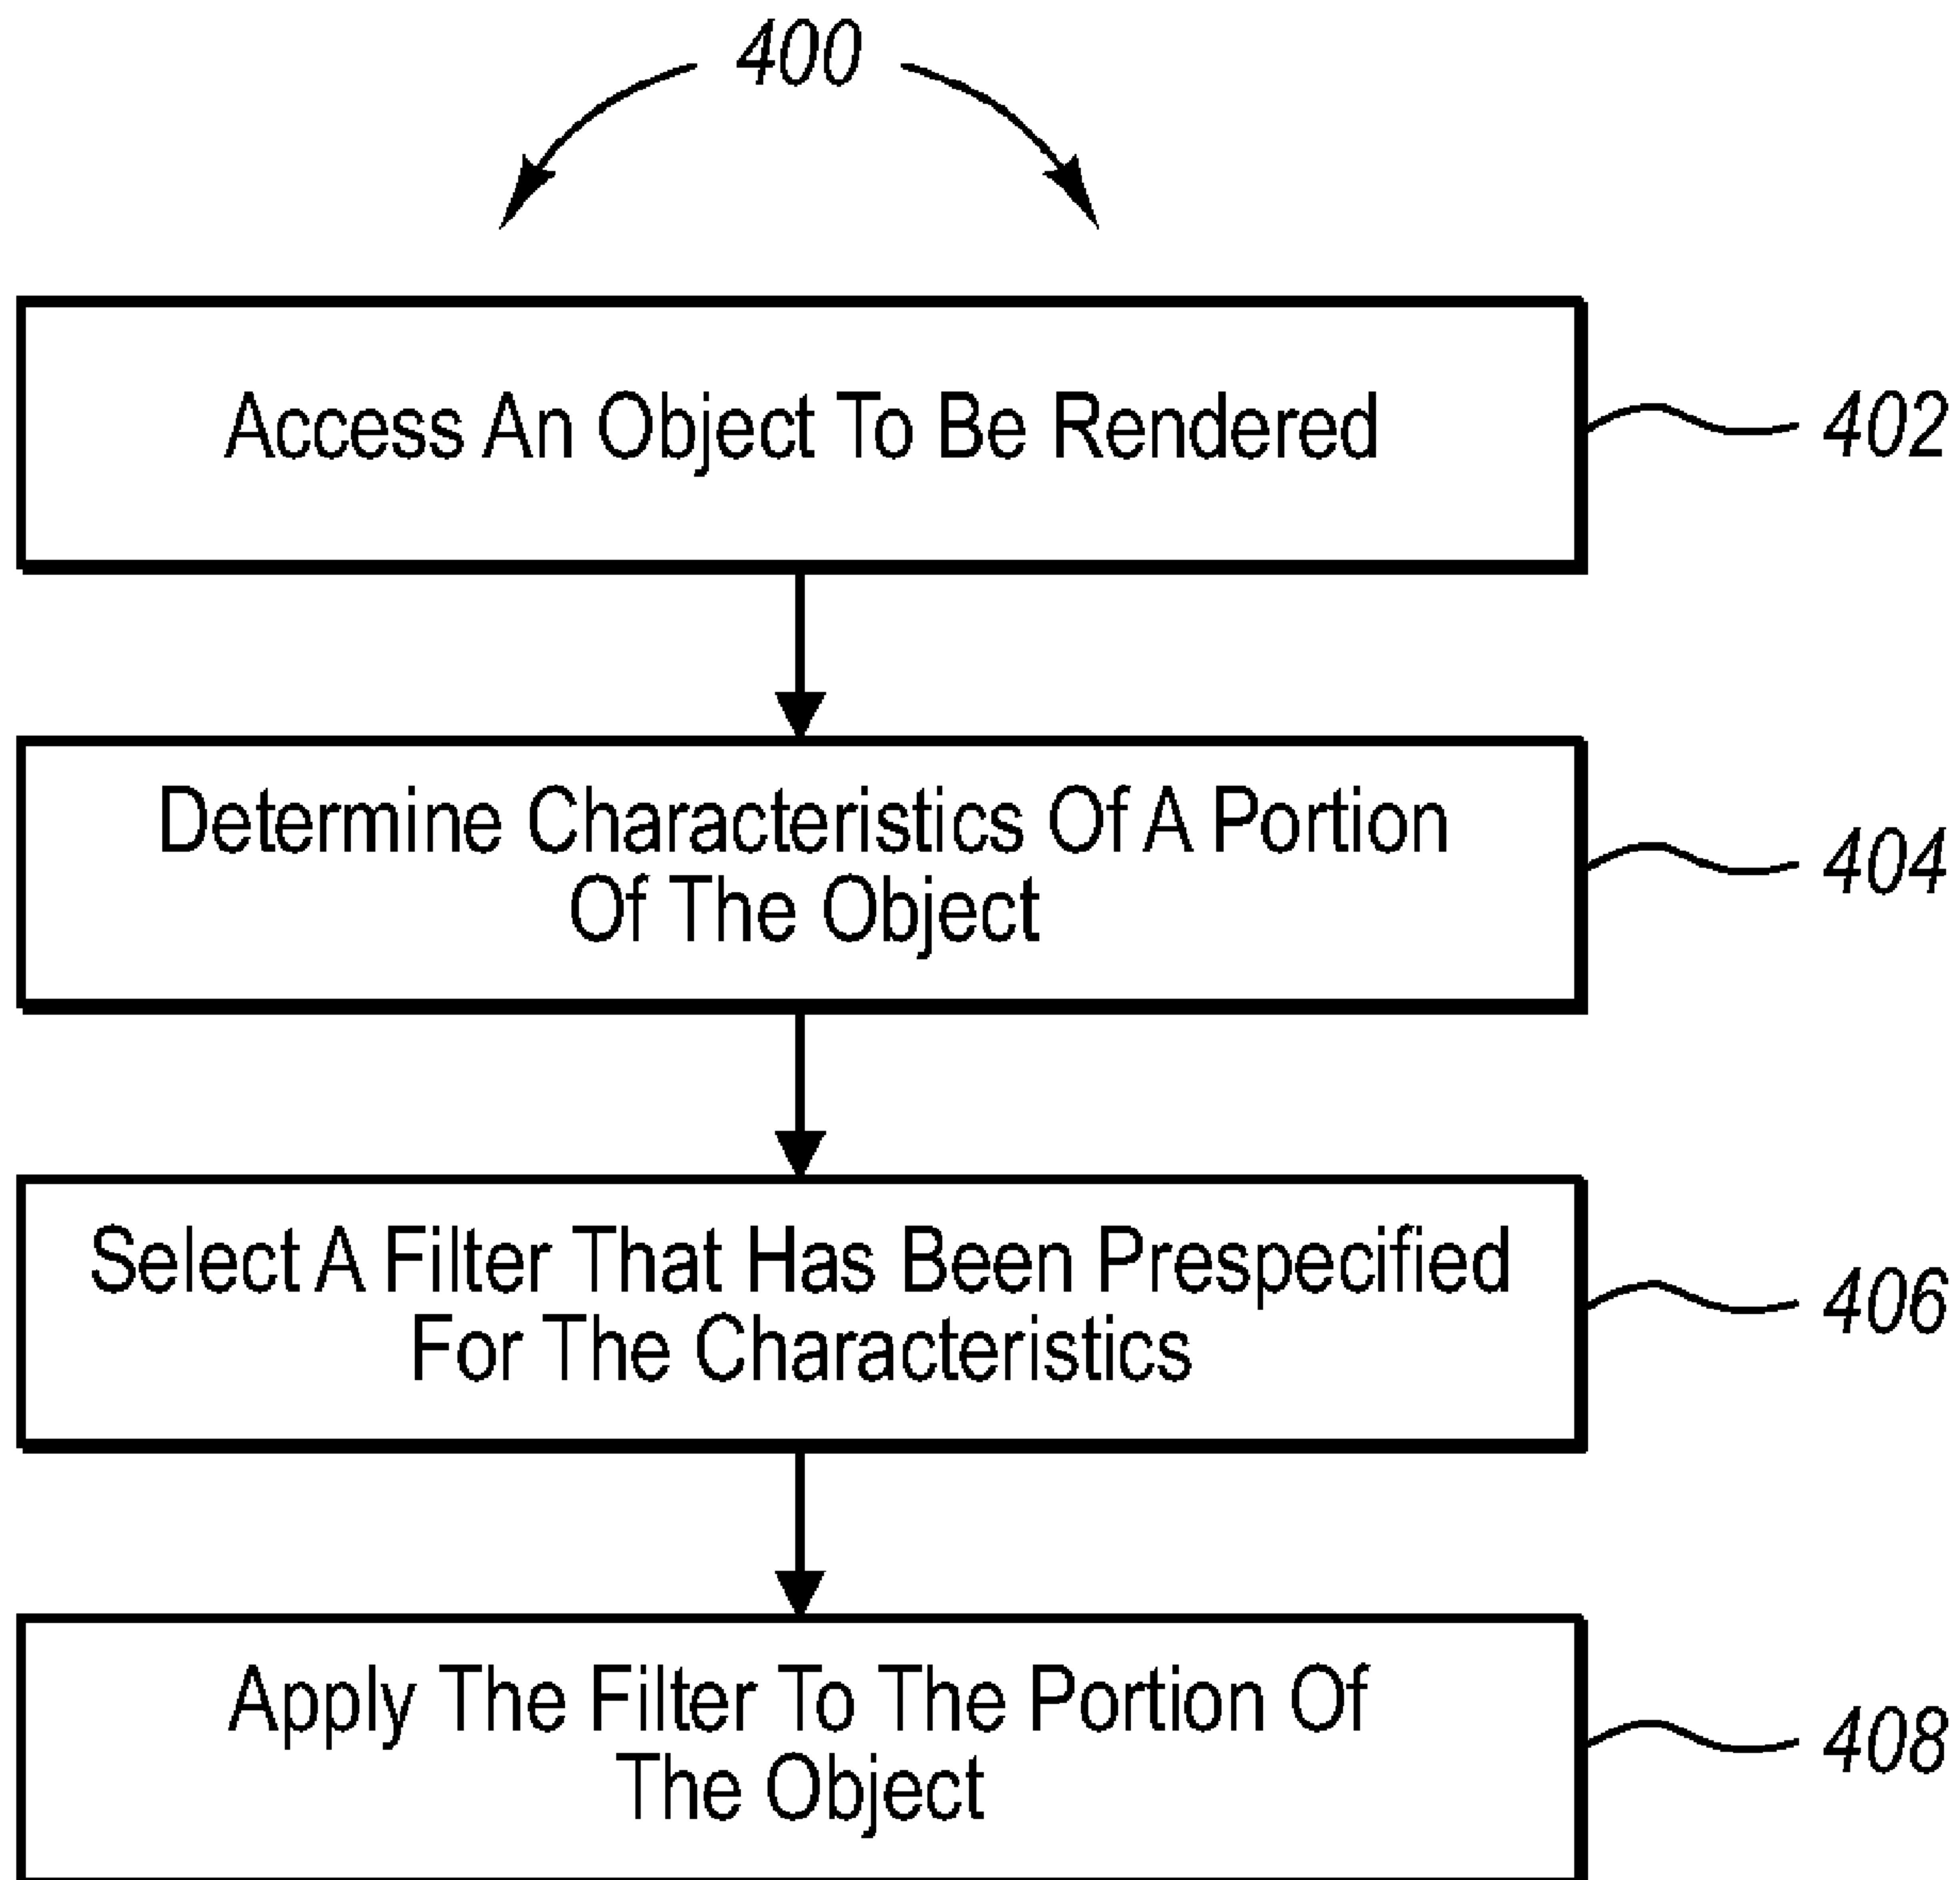 400
Access An Object To Be Rendered
402
Determine Characteristics Of A Portion
Of The Object
404
Select A Filter That Has Been Prespecified
For The Characteristics
406
Apply The Filter To The Portion Of
The Object
408